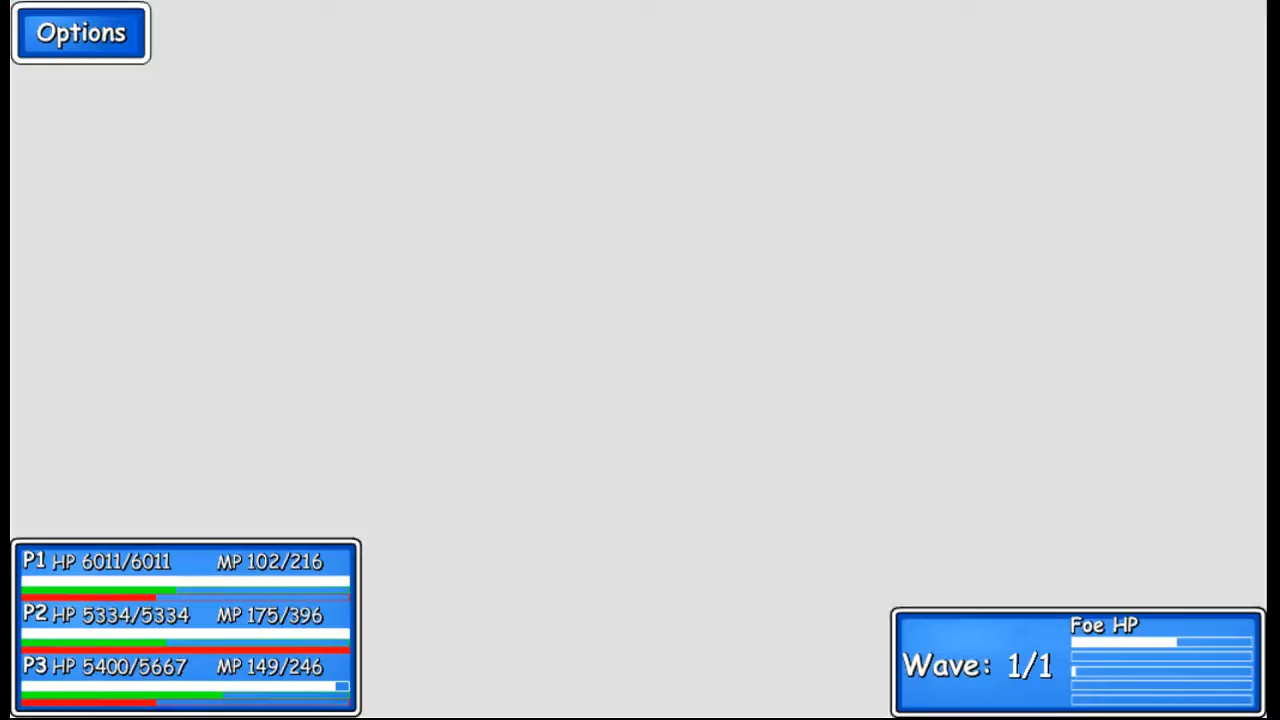 Options
P1 HP 6011/6011 MP 102/216
P2 HP 5334/5334 MP 175/396
P3 HP 5400/5667 MP 149/246
Foe HP
Wave: 1/1